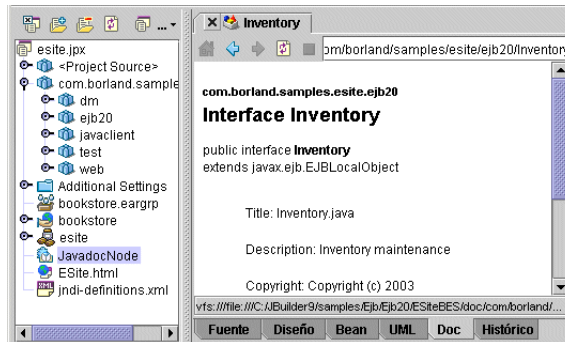 ...
Inventory
esite.jpx
<Project Source>
com.borland.sample
dm
ejb20
javaclient
test
web
Additional Settings
bookstore.eargrp
bookstore
esite
JavadocNode
ESite.html
jndi-definitions.xml
om/borland/samples/esite/ejb20/Inventory
com.borland.samples.esite.ejb20
Interface Inventory
public interface Inventory
extends javax.ejb.EJBLocalObject
Title: Inventory.java
Description: Inventory maintenance
Copyright: Copyright (c) 2003
vfs:///file:///C:/JBuilder9/samples/Ejb/Ejb20/ESiteBES/doc/com/borland/...
Fuente Diseño Bean UML Doc Histórico